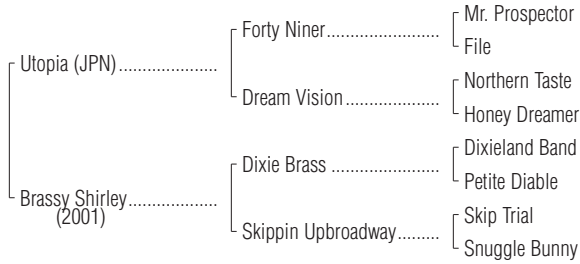 Mr. Prospector
Forty Niner
File
Utopia (JPN)
Northern Taste
Dream Vision
Honey Dreamer
Dixieland Band
Dixie Brass
Petite Diable
Brassy Shirley
(2001)
Skip Trial
Skippin Upbroadway
Snuggle Bunny